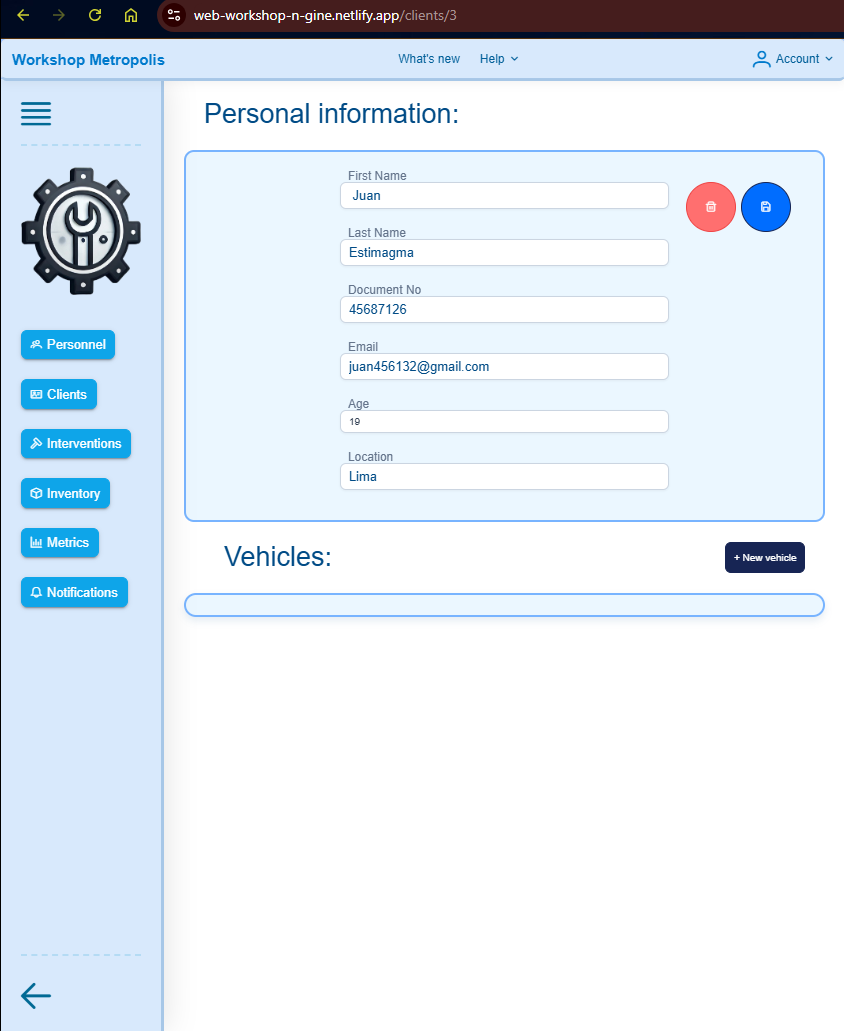 web-workshop-n-gine.netlify.app/clients/3
Workshop Metropolis
What's new
Help
Account
Personal information:
First Name
Juan
Last Name
Estimagma
Document No
45687126
Email
juan456132@gmail.com
Age
19
Location
Lima
Personnel
Clients
Interventions
Inventory
Metrics
Notifications
Vehicles:
+ New vehicle